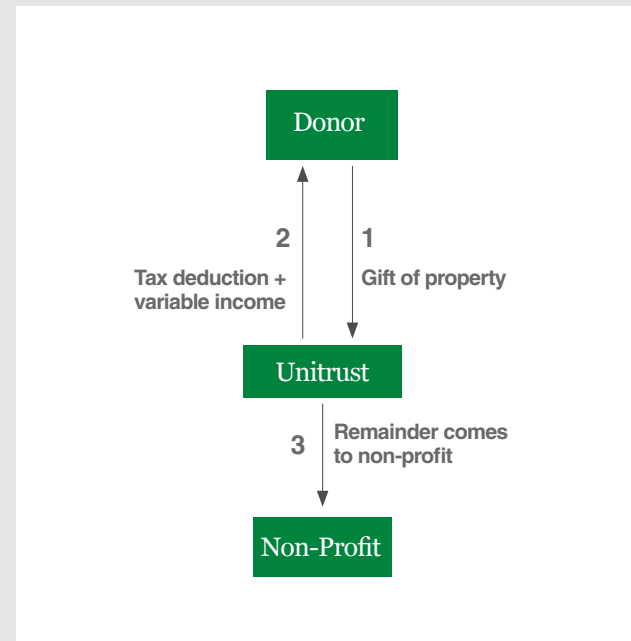 Donor
2
1
Tax deduction +
variable income
Gift of property
Unitrust
3
Remainder comes
to non-profit
Non-Profit